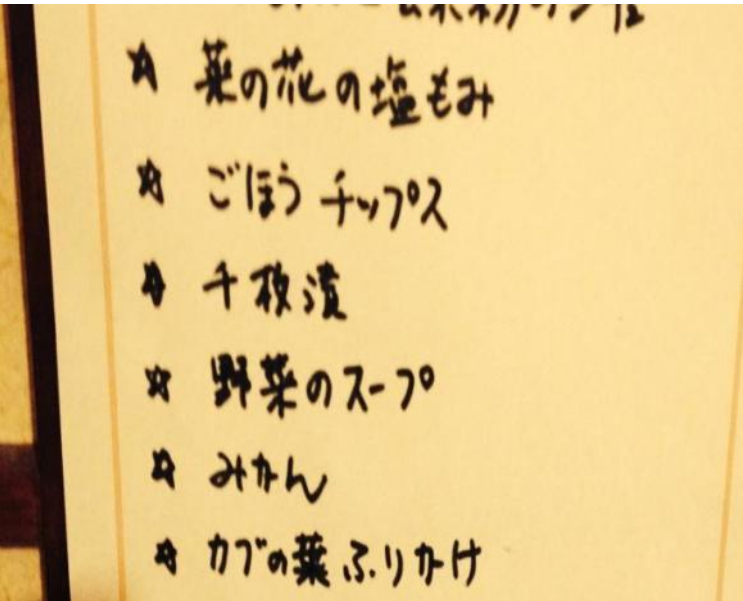 ☆ 菜の花の塩もみ
☆ ごぼうチップス
☆ 千枚漬
☆ 野菜のスープ
☆ みかん
☆ カブの葉ふりかけ